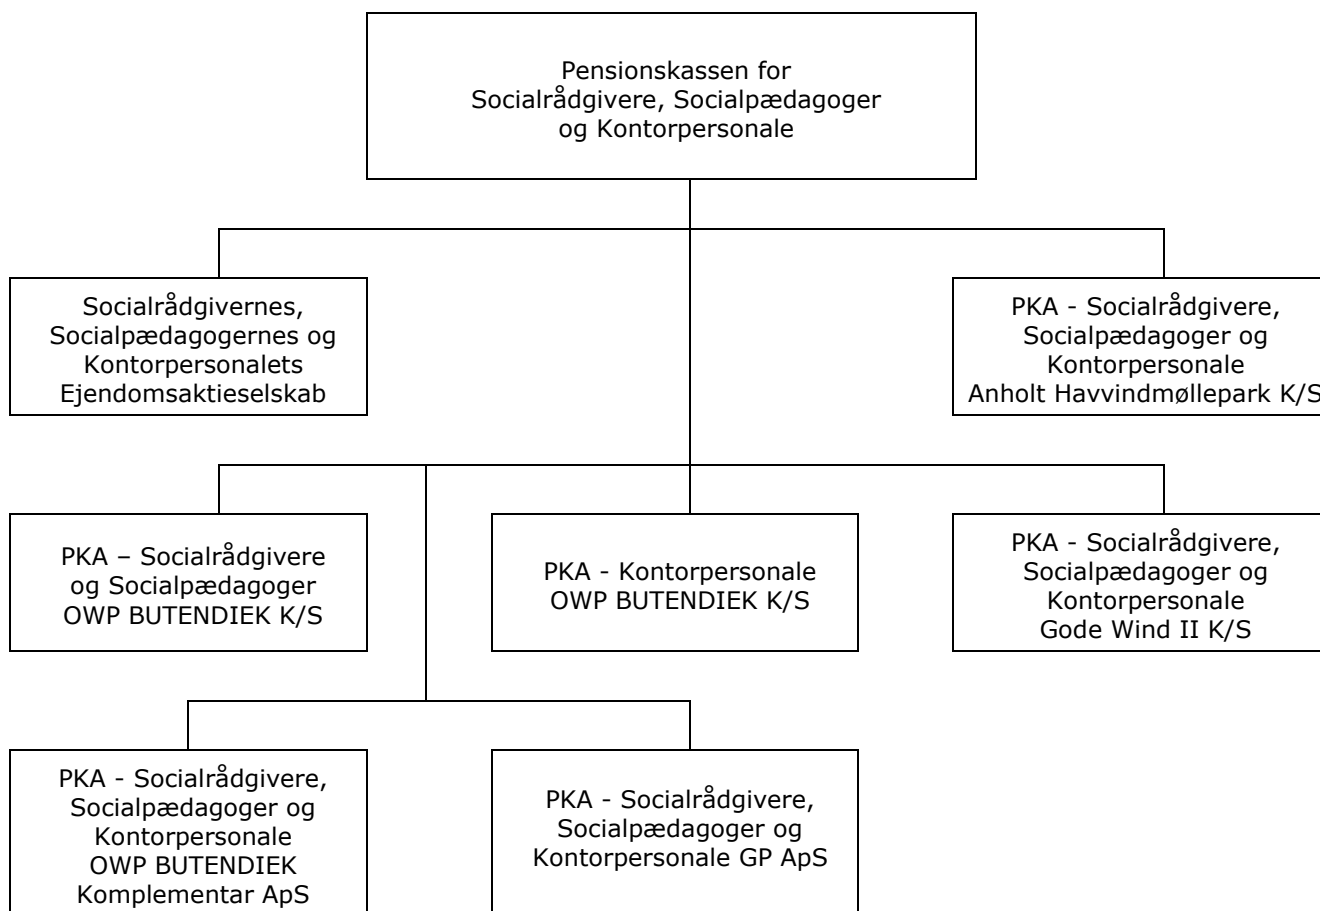 Pensionskassen for
Socialrådgivere, Socialpædagoger
og Kontorpersonale
Socialrådgivernes,
Socialpædagogernes og
Kontorpersonalets
Ejendomsaktieselskab
PKA - Socialrådgivere,
Socialpædagoger og
Kontorpersonale
Anholt Havvindmøllepark K/S
PKA – Socialrådgivere
og Socialpædagoger
OWP BUTENDIEK K/S
PKA - Kontorpersonale
OWP BUTENDIEK K/S
PKA - Socialrådgivere,
Socialpædagoger og
Kontorpersonale
Gode Wind II K/S
PKA - Socialrådgivere,
Socialpædagoger og
Kontorpersonale
OWP BUTENDIEK
Komplementar ApS
PKA - Socialrådgivere,
Socialpædagoger og
Kontorpersonale GP ApS